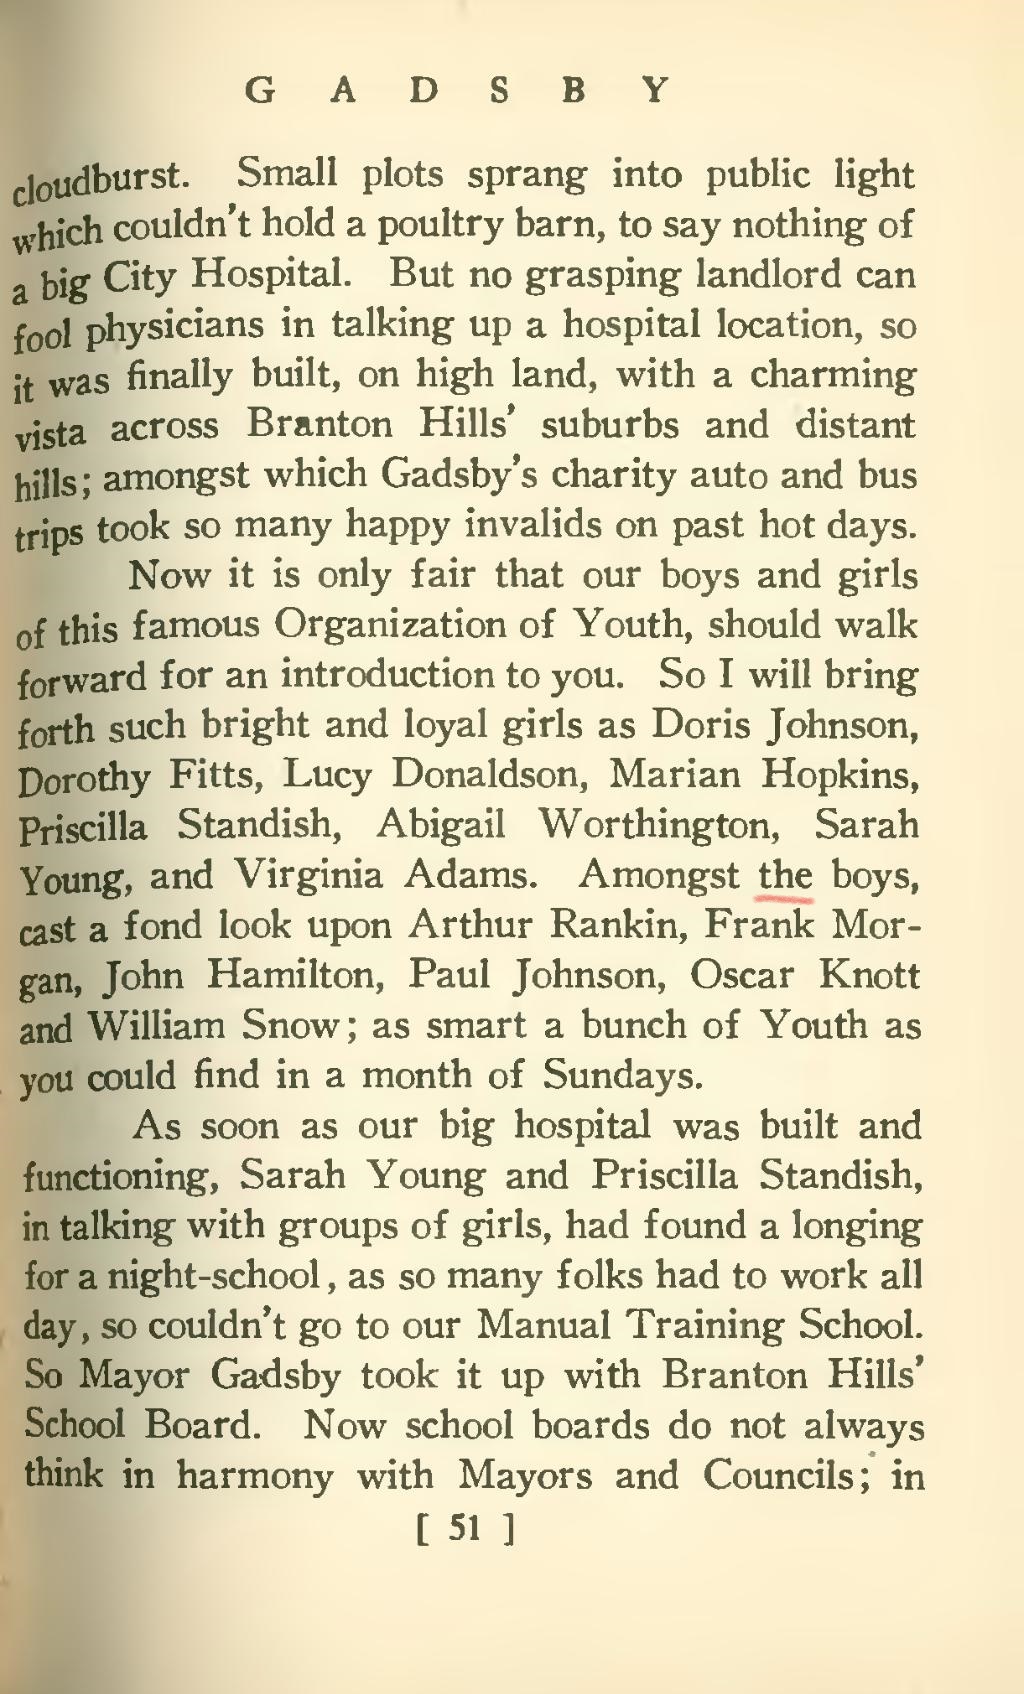 G A D S B Y
cloudburst. Small plots sprang into public light
which couldn't hold a poultry barn, to say nothing of
a big City Hospital. But no grasping landlord can
fool physicians in talking up a hospital location, so
it was finally built, on high land, with a charming
vista across Branton Hills' suburbs and distant
hills; amongst which Gadsby's charity auto and bus
trips took so many happy invalids on past hot days.
Now it is only fair that our boys and girls
of this famous Organization of Youth, should walk
forward for an introduction to you. So I will bring
forth such bright and loyal girls as Doris Johnson,
Dorothy Fitts, Lucy Donaldson, Marian Hopkins,
Priscilla Standish, Abigail Worthington, Sarah
Young, and Virginia Adams. Amongst the boys,
cast a fond look upon Arthur Rankin, Frank Mor-
gan, John Hamilton, Paul Johnson, Oscar Knott
and William Snow; as smart a bunch of Youth as
you could find in a month of Sundays.
As soon as our big hospital was built and
functioning, Sarah Young and Priscilla Standish,
in talking with groups of girls, had found a longing
for a night-school, as so many folks had to work all
day, so couldn't go to our Manual Training School.
So Mayor Gadsby took it up with Branton Hills'
School Board. Now school boards do not always
think in harmony with Mayors and Councils; in
[ 51 ]